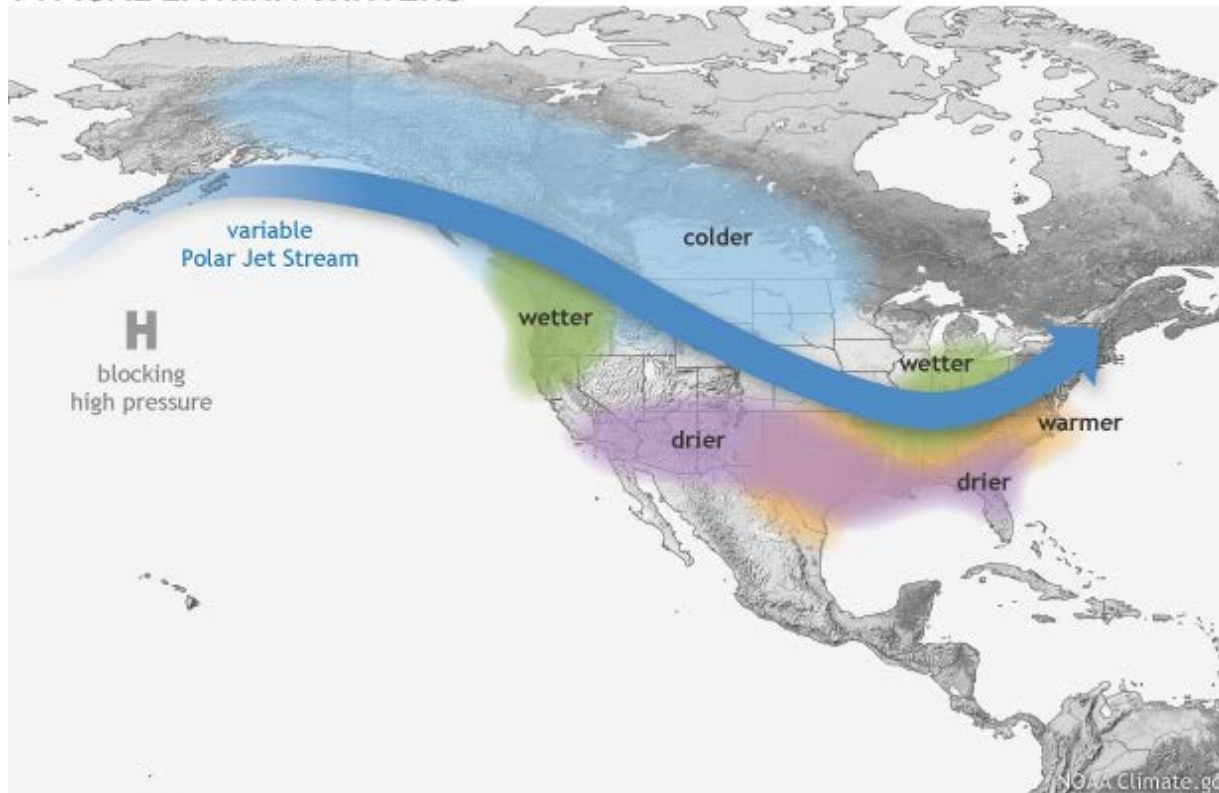 variable
Polar Jet Stream
colder
H
blocking
high pressure
wetter
wetter
warmer
drier
drier
NOAA Climate.go